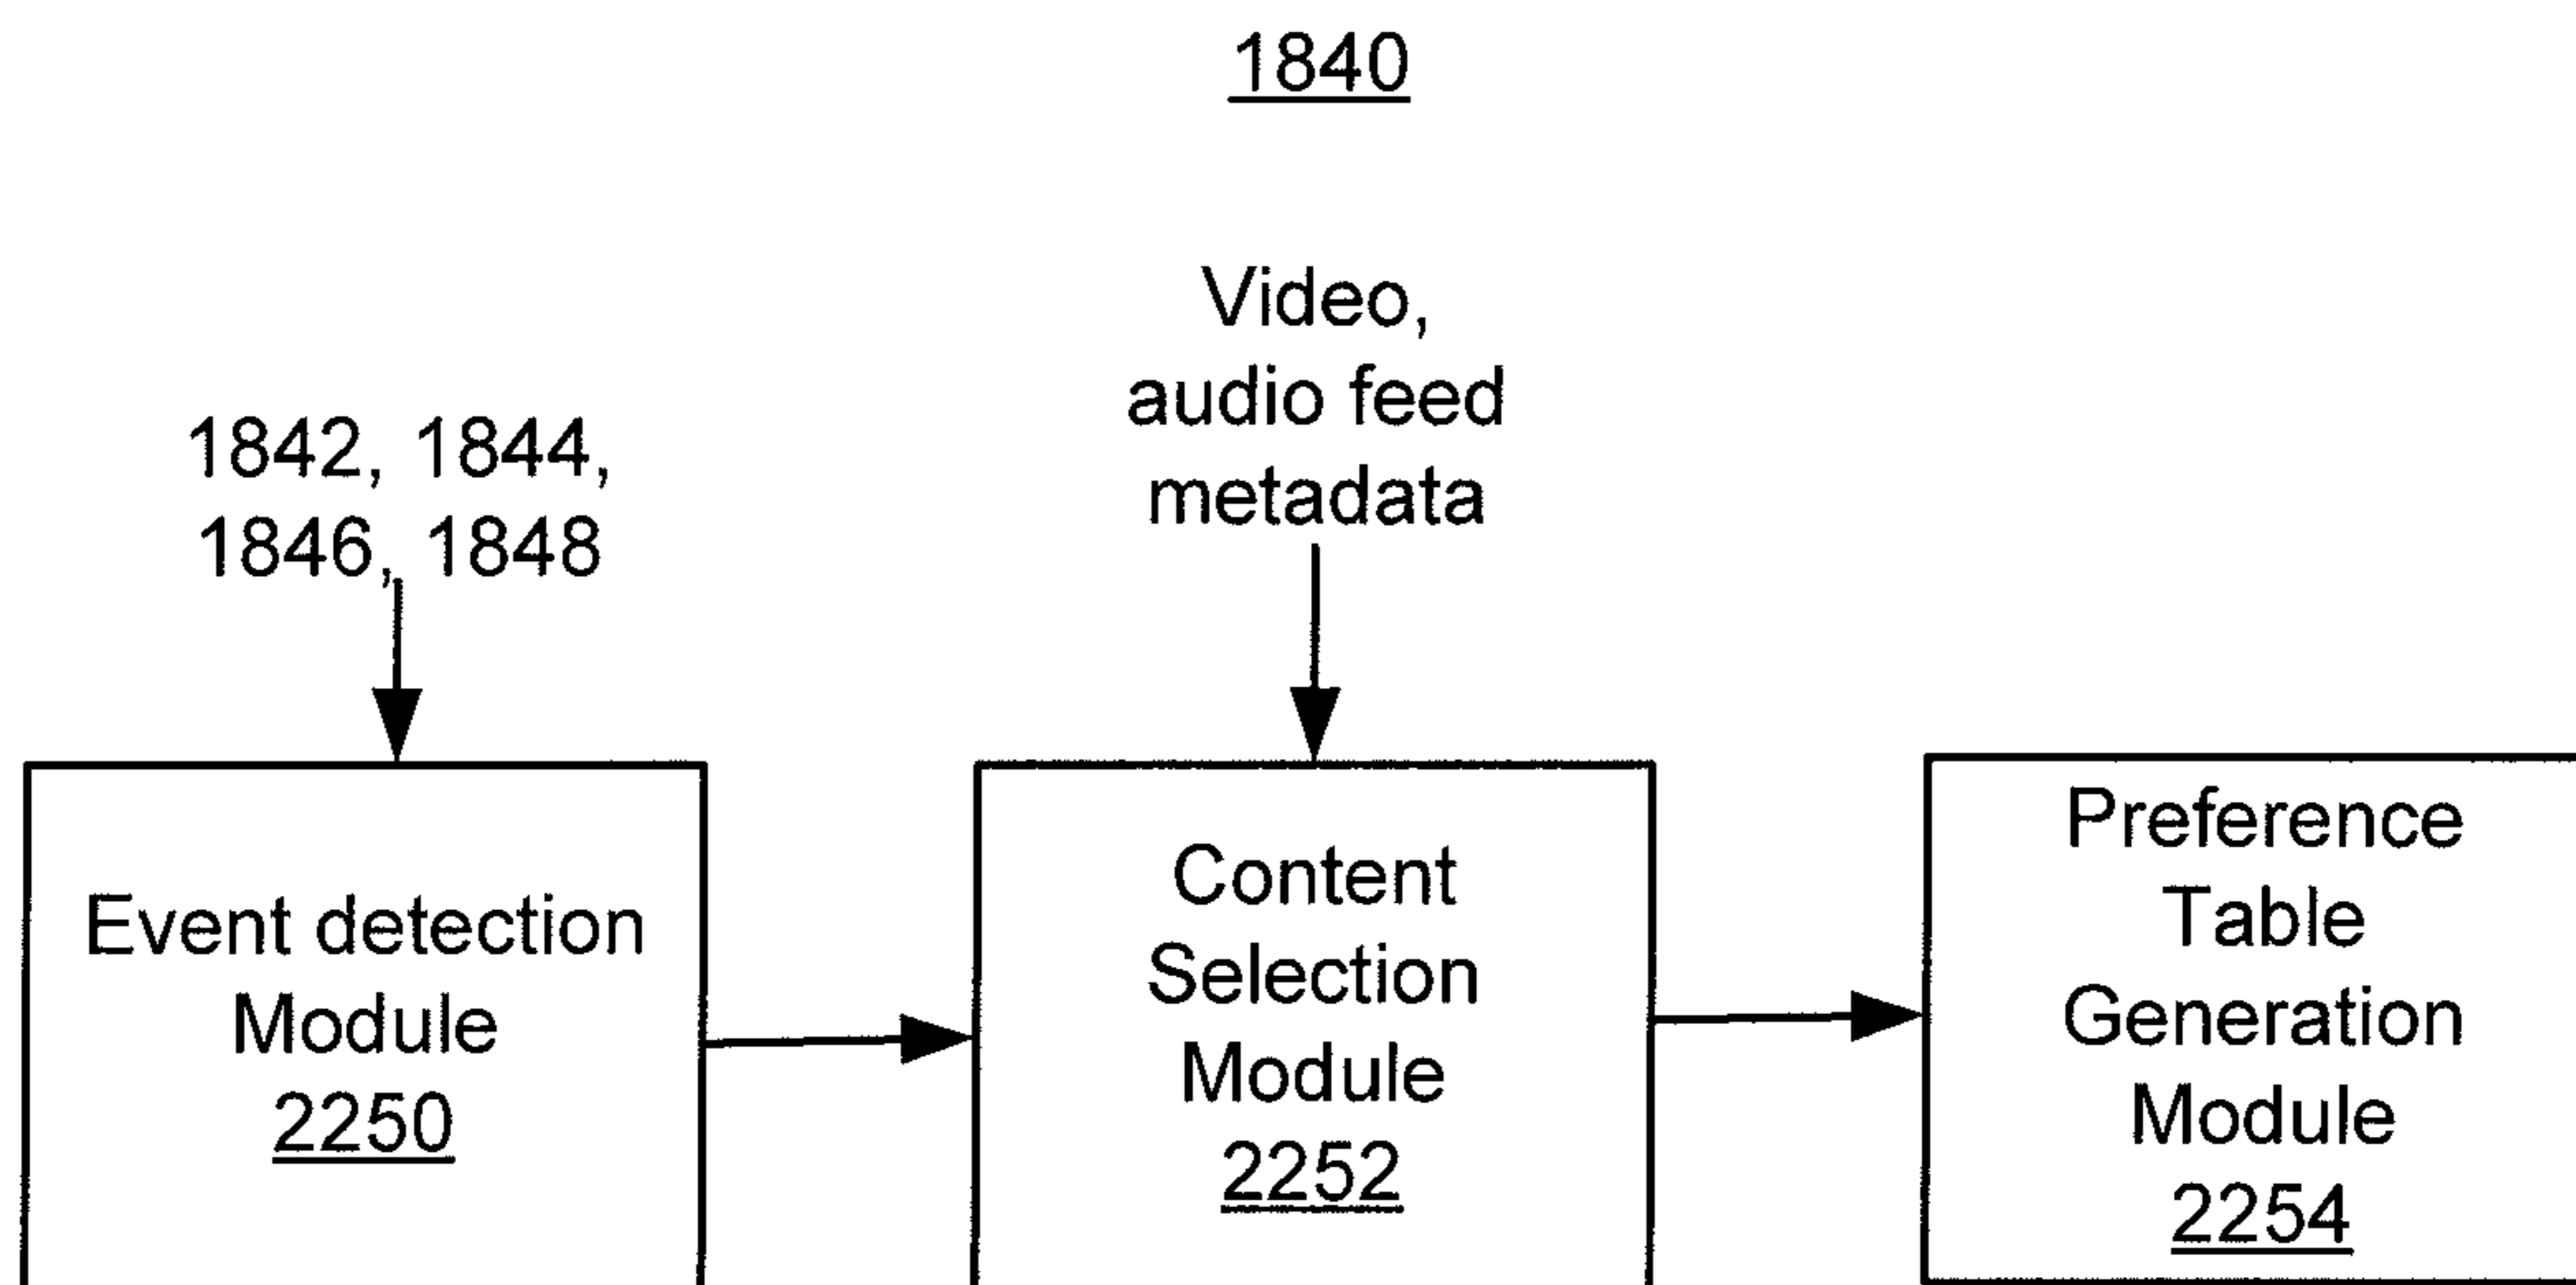 1840
Video,
audio feed
metadata
1842, 1844,
1846, 1848
Event detection
Module
2250
Content
Selection
Module
2252
Preference
Table
Generation
Module
2254